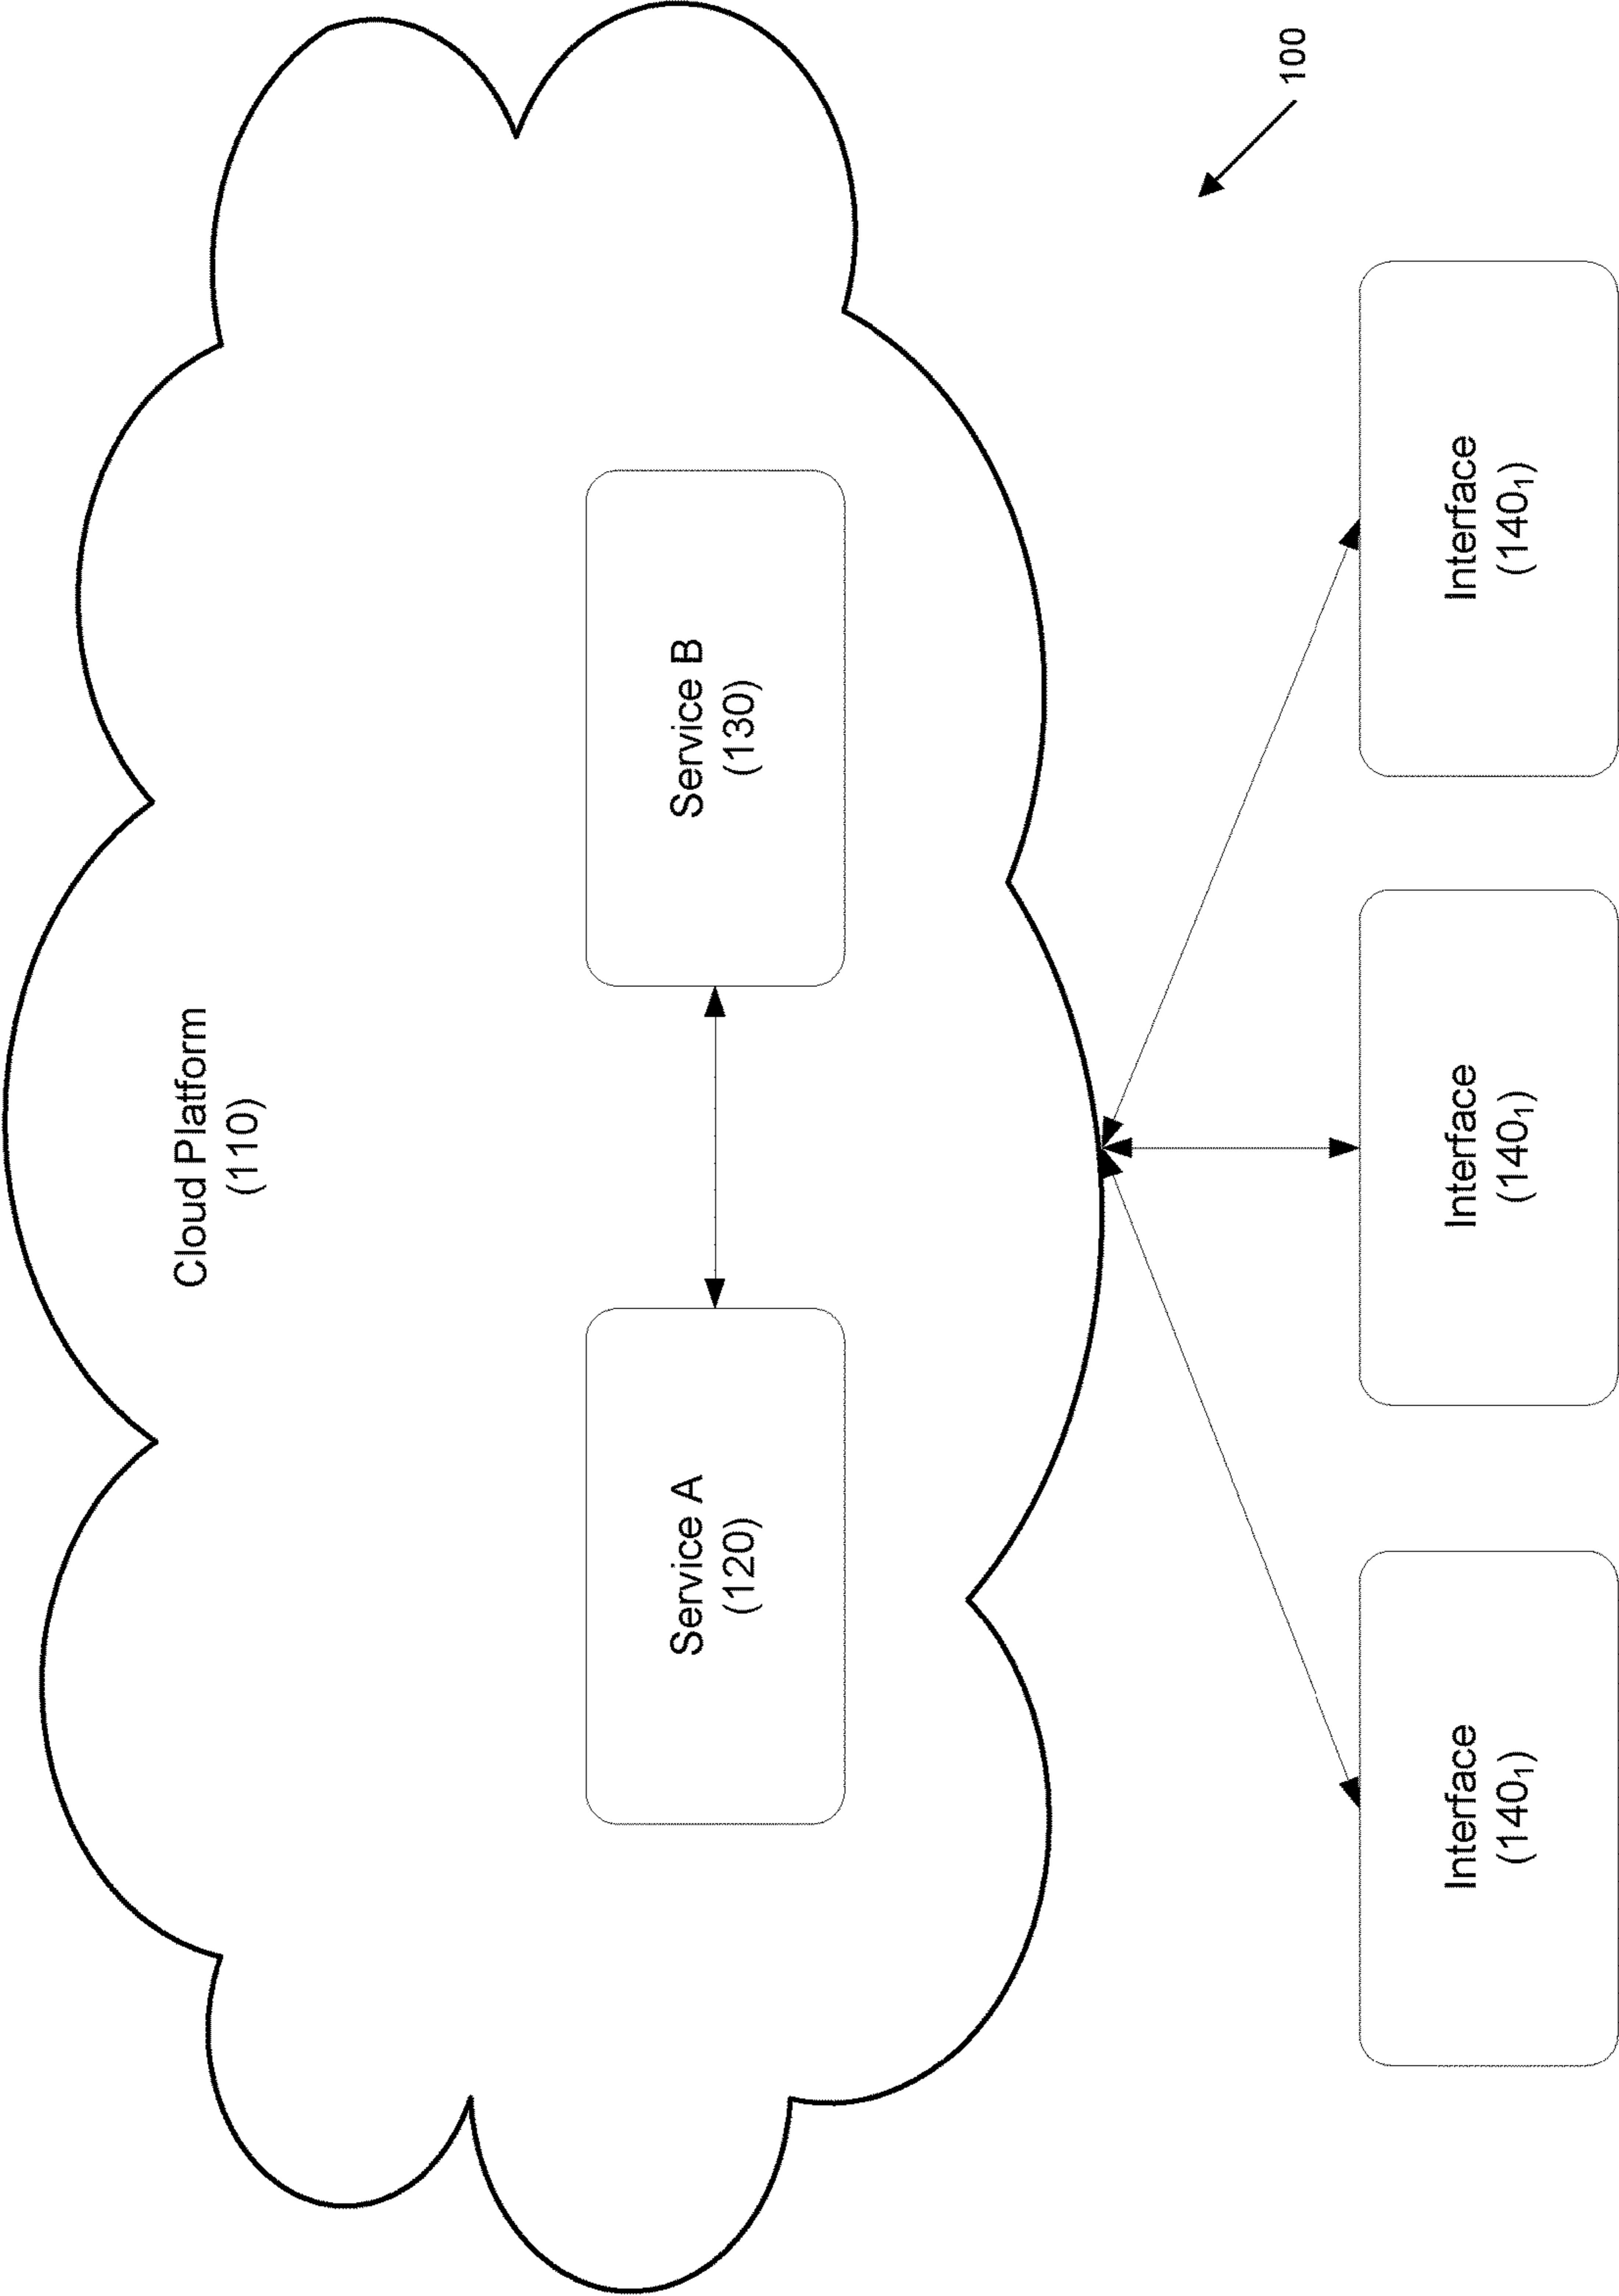 Cloud Platform
(110)
Service A
(120)
Service B
(130)
100
Interface
(140₁)
Interface
(140₁)
Interface
(140₁)